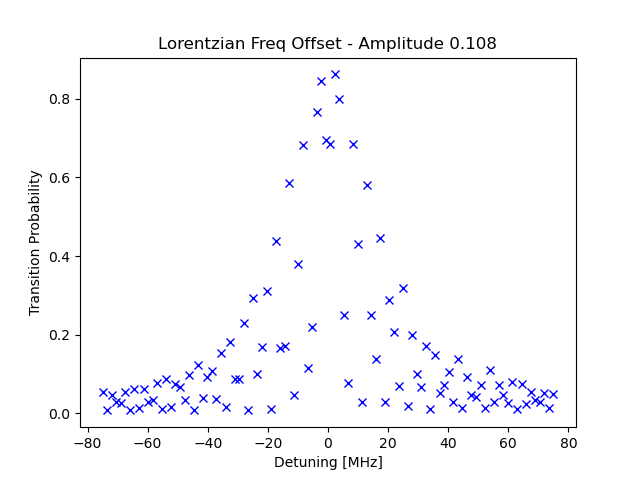 Lorentzian Freq Offset - Amplitude 0.108
Transition Probability
0.8
0.6
0.4
0.2
0.0
−80 −60 −40 −20 0 20 40 60 80
Detuning [MHz]